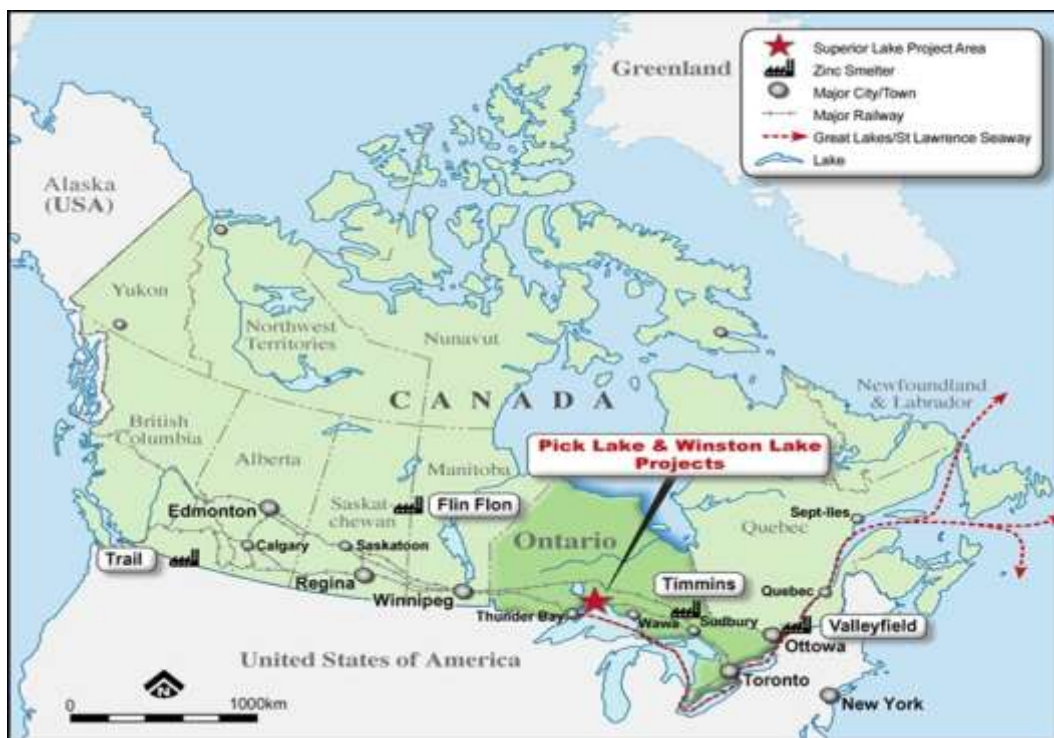 Superior Lake Project Area
Zinc Smelter
Major City/Town
Major Railway
Great Lakes/St Lawrence Seaway
Lake
Greenland
Alaska
(USA)
Yukon
Northwest
Territories
Nunavut
CANADA
Newfoundland
& Labrador
British
Columbia
Alberta
Manitoba
Pick Lake & Winston Lake
Projects
Saskat-
chewan
Flin Flon
Edmonton
Sept-Iles
Quebec
Ontario
Calgary
Saskatoon
Trail
Regina
Winnipeg
Timmins
Quebec
Thunder Bay
Wawa
Sudbury
Valleyfield
Ottowa
United States of America
Toronto
New York
N
0
1000km